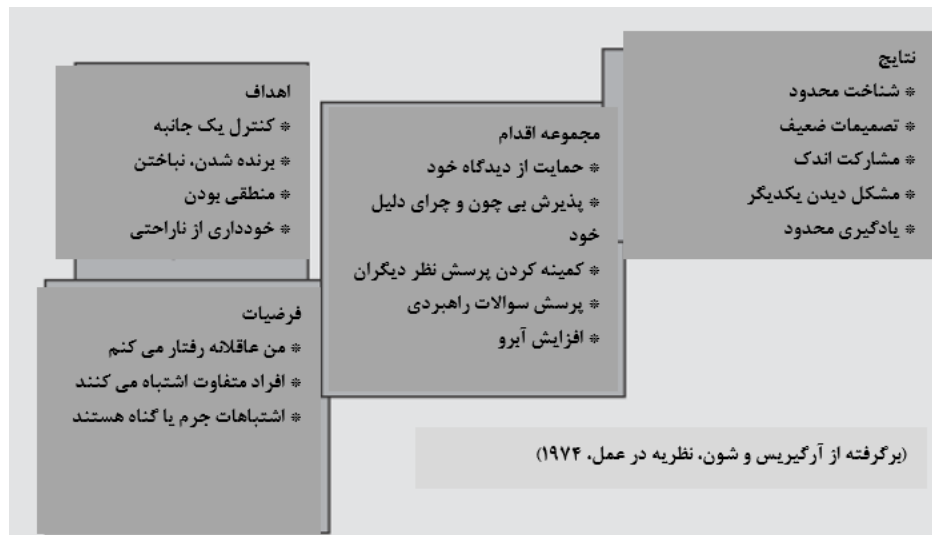 نتایج
* شناخت محدود
* تصمیمات ضعیف
* مشارکت اندک
* مشکل دیدن یکدیگر
* یادگیری محدود
مجموعه اقدام
* حمایت از دیدگاه خود
* پذیرش بی چون و چرای دلیل
خود
* کمینه کردن پرسش نظر دیگران
* پرسش سوالات راهبردی
* افزایش آبرو
اهداف
* کنترل یک جانبه
* برنده شدن، نباختن
* منطقی بودن
* خودداری از ناراحتی
فرضیات
* من عاقلانه رفتار می کنم
* افراد متفاوت اشتباه می کنند
* اشتباهات جرم یا گناه هستند
(برگرفته از آرگیریس و شون، نظریه در عمل، ۱۹۷۴)